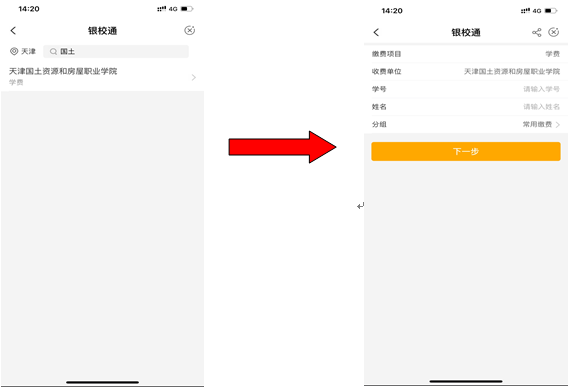 14:20
4G
银校通
天津
国土
天津国土资源和房屋职业学院
学费
14:20
4G
银校通
缴费项目 学费
收费单位 天津国土资源和房屋职业学院
学号 请输入学号
姓名 请输入姓名
分组 常用缴费
下一步